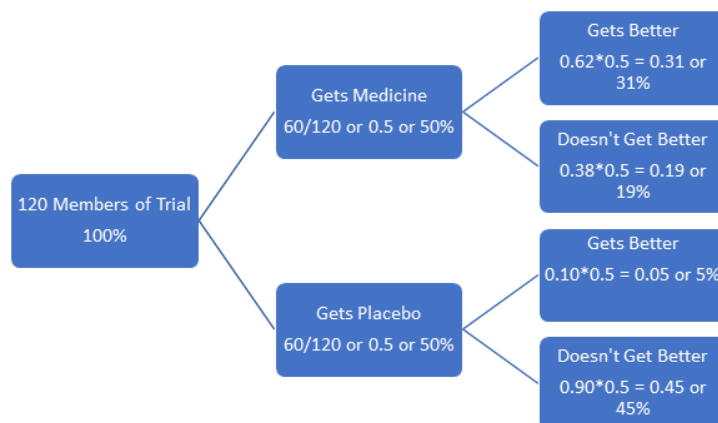 120 Members of Trial
100%
Gets Medicine
60/120 or 0.5 or 50%
Gets Better
0.62*0.5 = 0.31 or
31%
Doesn't Get Better
0.38*0.5 = 0.19 or
19%
Gets Placebo
60/120 or 0.5 or 50%
Gets Better
0.10*0.5 = 0.05 or 5%
Doesn't Get Better
0.90*0.5 = 0.45 or
45%